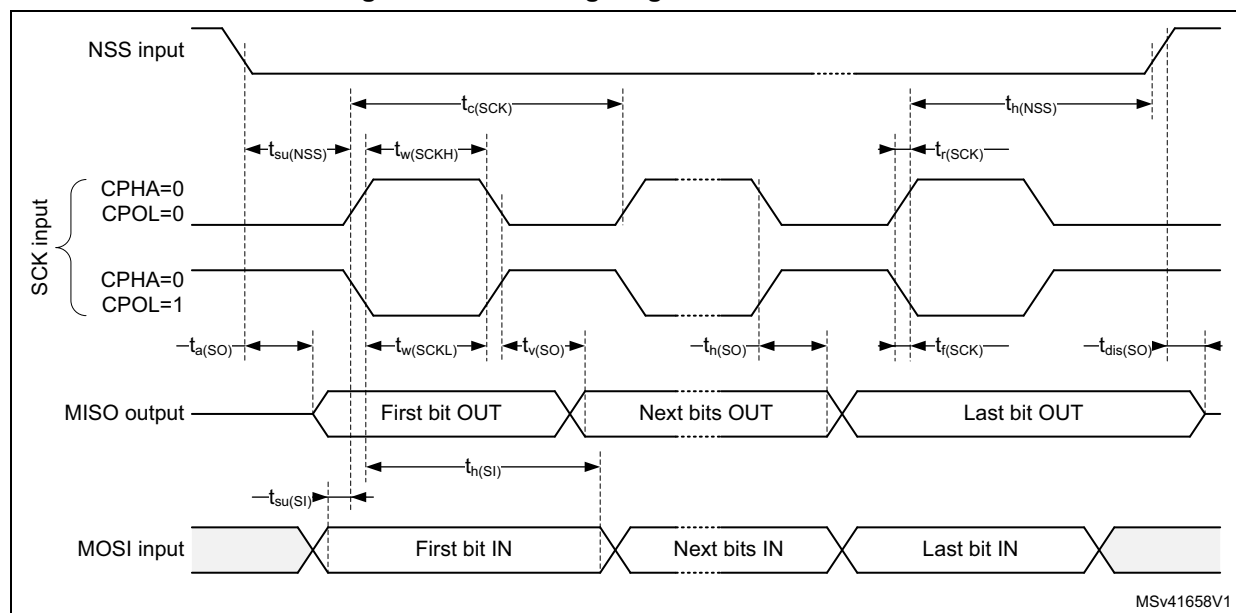 NSS input
tc(SCK)
th(NSS)
tsu(NSS)
tw(SCKH)
tr(SCK)
SCK input
CPHA=0
CPOL=0
CPHA=0
CPOL=1
ta(SO)
tw(SCKL)
tv(SO)
th(SO)
tf(SCK)
tdis(SO)
MISO output
First bit OUT
Next bits OUT
Last bit OUT
th(SI)
tsu(SI)
MOSI input
First bit IN
Next bits IN
Last bit IN
MSv41658V1